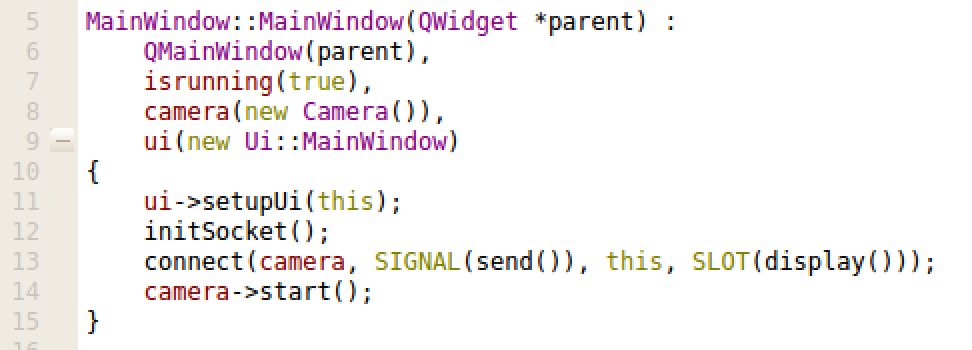 5 MainWindow::MainWindow(QWidget *parent) :
6     QMainWindow(parent),
7     isrunning(true),
8     camera(new Camera()),
9     ui(new Ui::MainWindow)
10 {
11     ui->setupUi(this);
12     initSocket();
13     connect(camera, SIGNAL(send()), this, SLOT(display()));
14     camera->start();
15 }